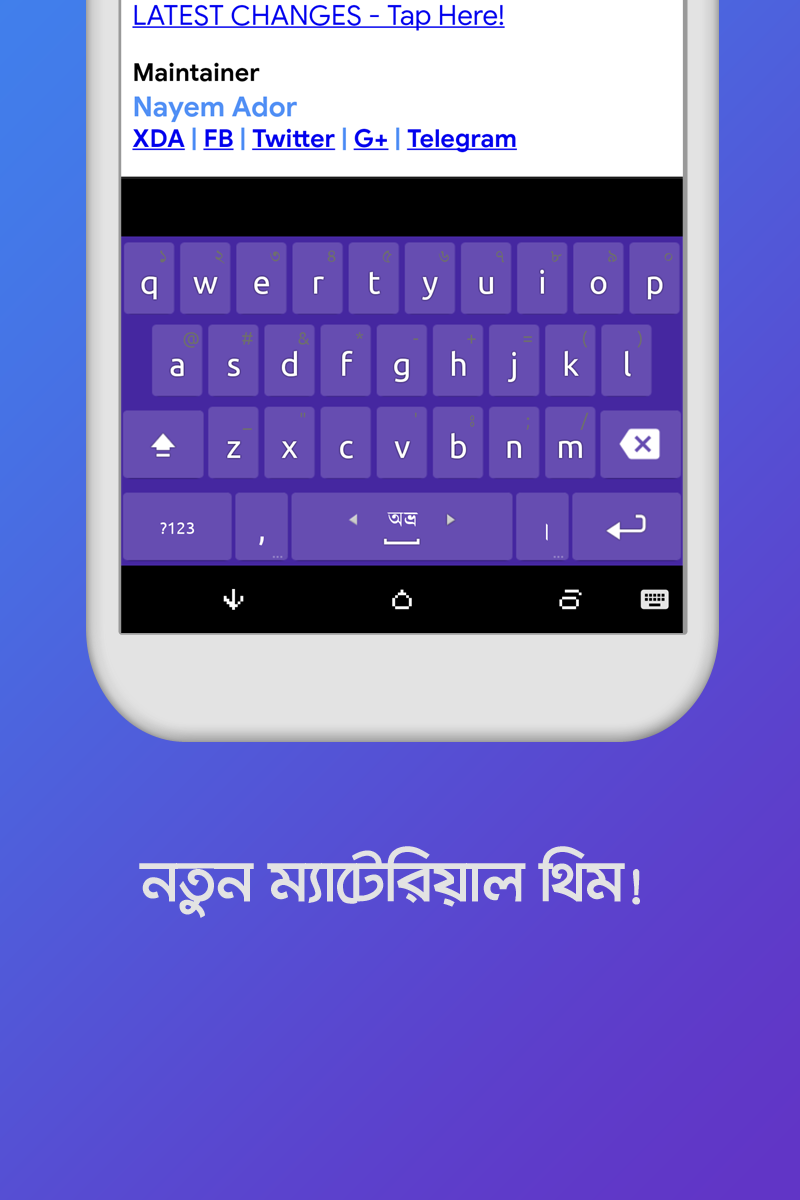 LATEST CHANGES - Tap Here!
Maintainer
Nayem Ador
XDA | FB | Twitter | G+ | Telegram
১ ২ ৩ ৪ ৫ ৬ ৭ ৮ ৯ ০
q w e r t y u i o p
@ # & * - + = ( )
a s d f g h j k l
_ " ' : ; /
z x c v b n m
?123 , অভ্র । 
নতুন ম্যাটেরিয়াল থিম!